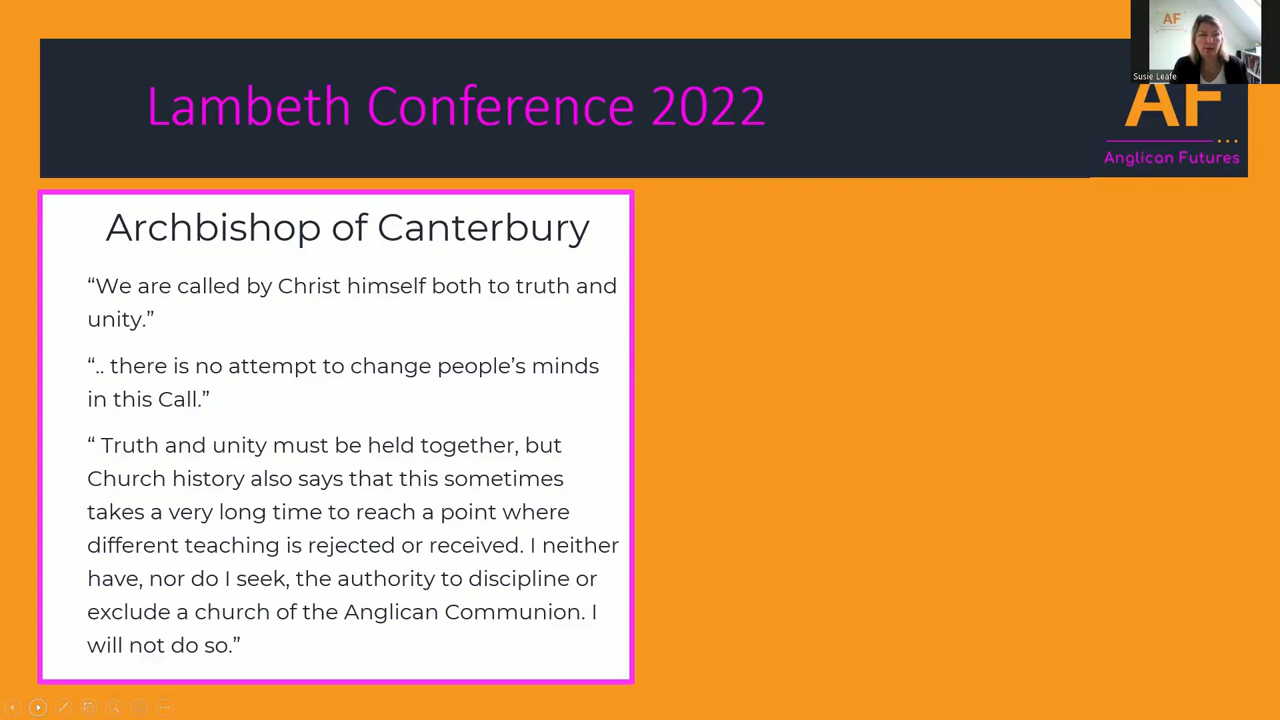 Lambeth Conference 2022
AF
Susie Leafe
AF
Anglican Futures
Archbishop of Canterbury
“We are called by Christ himself both to truth and
unity.”
“.. there is no attempt to change people’s minds
in this Call.”
“ Truth and unity must be held together, but
Church history also says that this sometimes
takes a very long time to reach a point where
different teaching is rejected or received. I neither
have, nor do I seek, the authority to discipline or
exclude a church of the Anglican Communion. I
will not do so.”